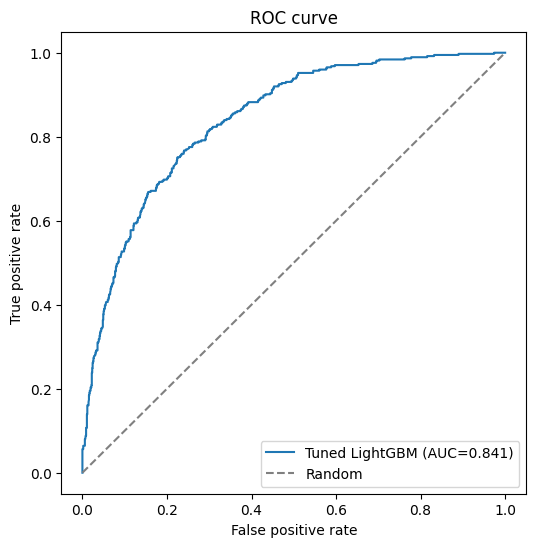 ROC curve
1.0
0.8
0.6
0.4
0.2
0.0
True positive rate
Tuned LightGBM (AUC=0.841)
Random
0.0 0.2 0.4 0.6 0.8 1.0
False positive rate